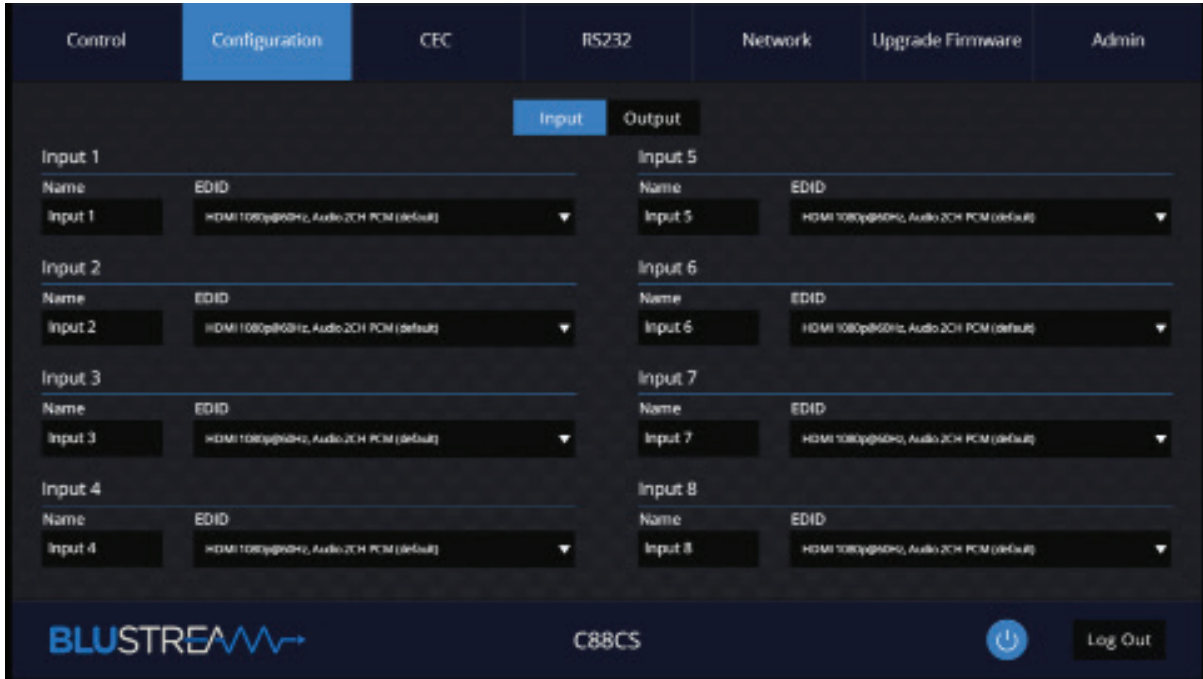 Control Configuration CEC RS232 Network Upgrade Firmware Admin
Input Output
Input 1
Name EDID
Input 1 HDMI 1080p@60Hz, Audio 2CH PCM (default)
Input 5
Name EDID
Input 5 HDMI 1080p@60Hz, Audio 2CH PCM (default)
Input 2
Name EDID
Input 2 HDMI 1080p@60Hz, Audio 2CH PCM (default)
Input 6
Name EDID
Input 6 HDMI 1080p@60Hz, Audio 2CH PCM (default)
Input 3
Name EDID
Input 3 HDMI 1080p@60Hz, Audio 2CH PCM (default)
Input 7
Name EDID
Input 7 HDMI 1080p@60Hz, Audio 2CH PCM (default)
Input 4
Name EDID
Input 4 HDMI 1080p@60Hz, Audio 2CH PCM (default)
Input 8
Name EDID
Input 8 HDMI 1080p@60Hz, Audio 2CH PCM (default)
BLUSTREAM C88CS Log Out